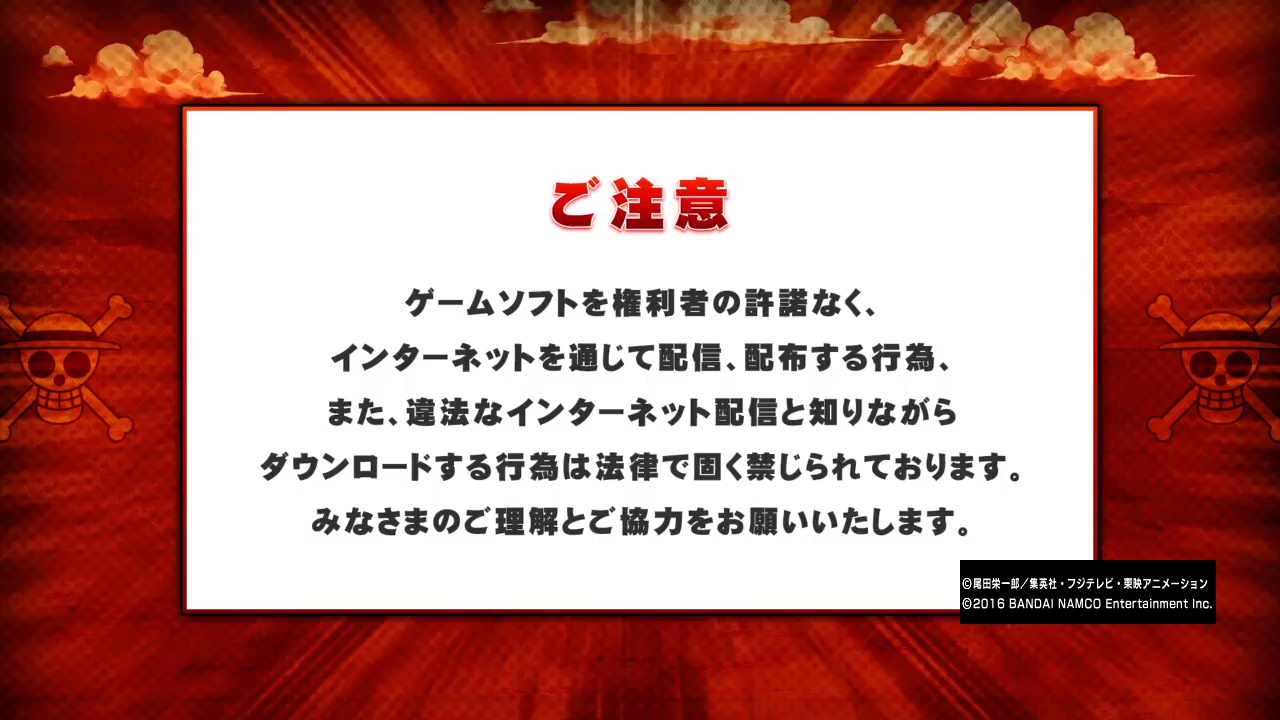 ご注意
ゲームソフトを権利者の許諾なく、
インターネットを通じて配信、配布する行為、
また、違法なインターネット配信と知りながら
ダウンロードする行為は法律で固く禁じられております。
みなさまのご理解とご協力をお願いいたします。
©尾田栄一郎／集英社・フジテレビ・東映アニメーション
©2016 BANDAI NAMCO Entertainment Inc.